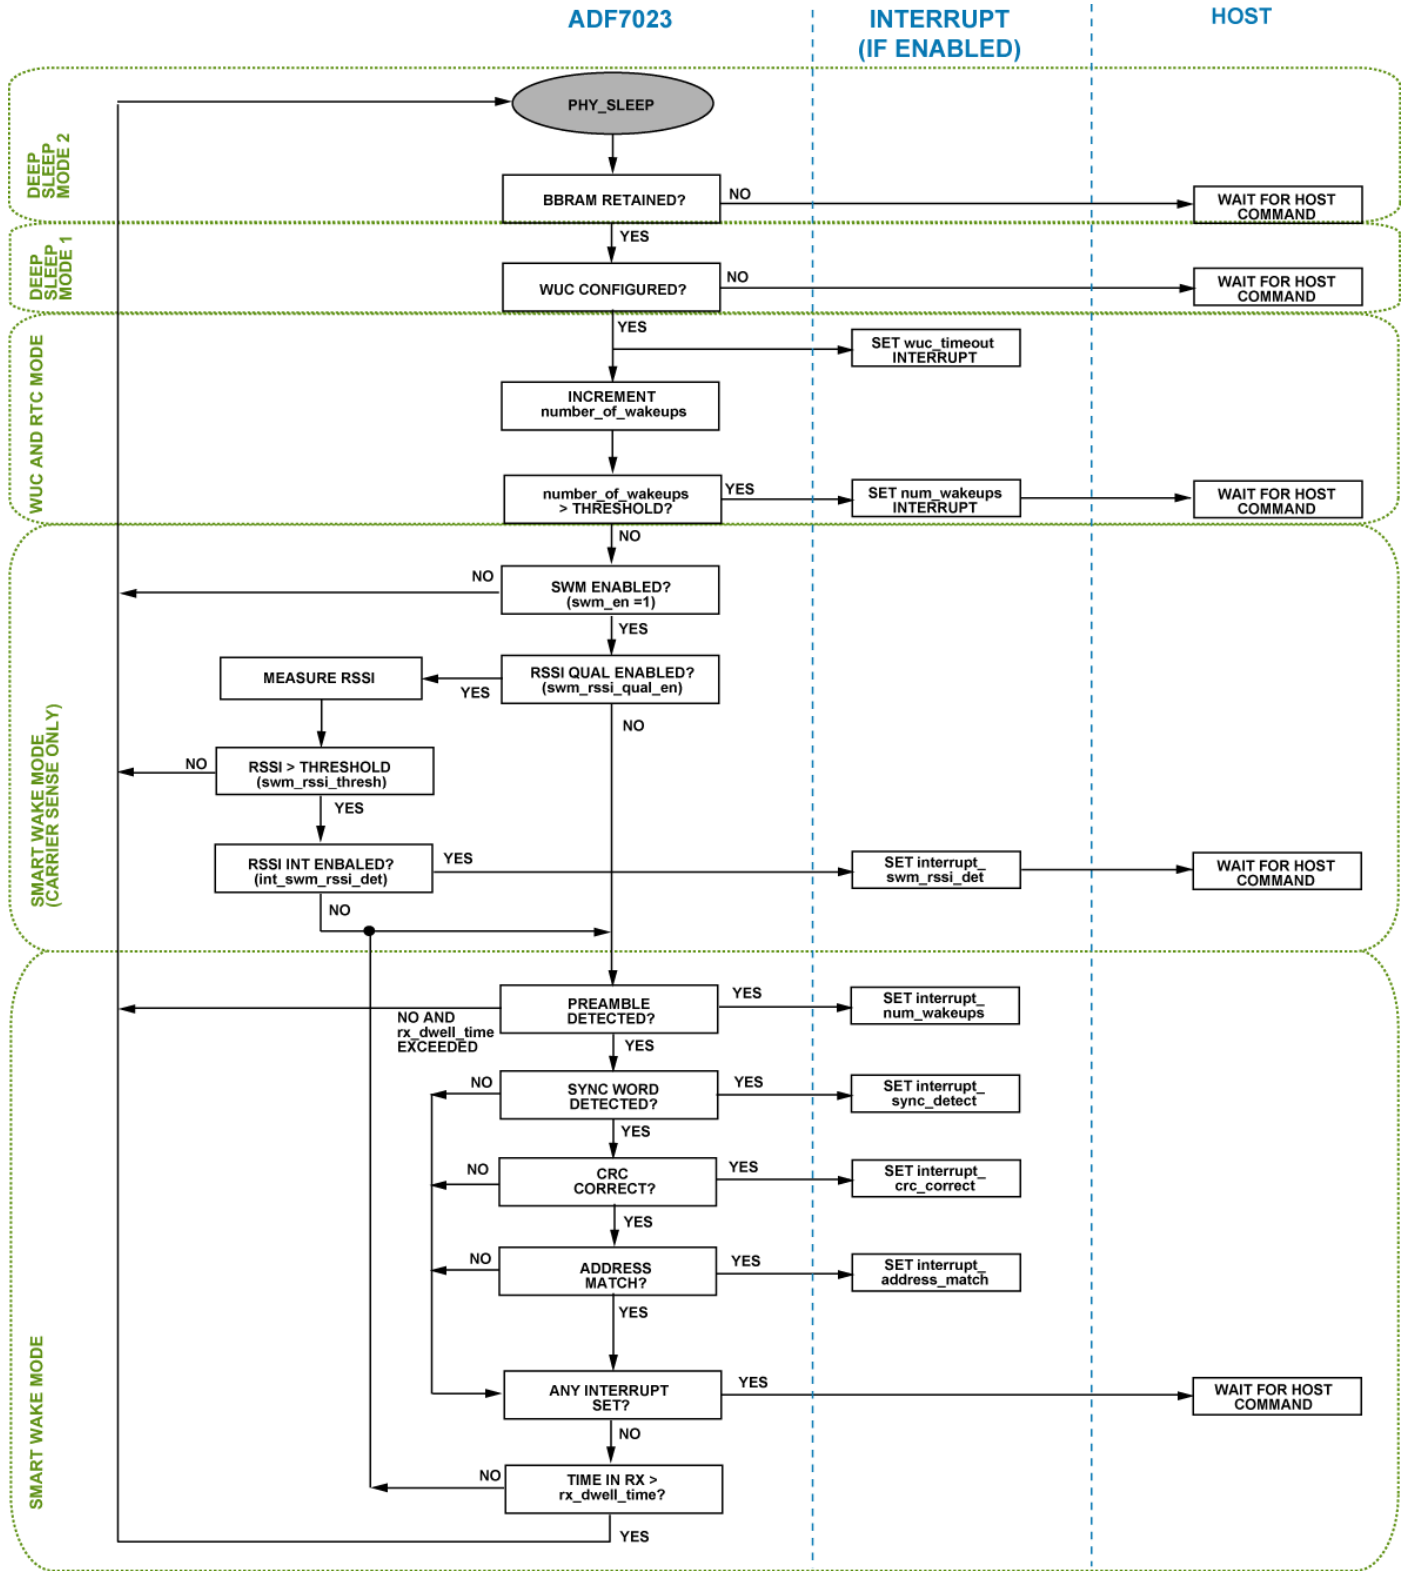 ADF7023
INTERRUPT
(IF ENABLED)
HOST
DEEP
SLEEP
MODE 2
PHY_SLEEP
BBRAM RETAINED?
NO
WAIT FOR HOST
COMMAND
YES
DEEP
SLEEP
MODE 1
WUC CONFIGURED?
NO
WAIT FOR HOST
COMMAND
YES
WUC AND RTC MODE
SET wuc_timeout
INTERRUPT
INCREMENT
number_of_wakeups
number_of_wakeups
> THRESHOLD?
YES
SET num_wakeups
INTERRUPT
WAIT FOR HOST
COMMAND
NO
SMART WAKE MODE
(CARRIER SENSE ONLY)
SWM ENABLED?
(swm_en =1)
NO
YES
RSSI QUAL ENABLED?
(swm_rssi_qual_en)
YES
MEASURE RSSI
NO
RSSI > THRESHOLD
(swm_rssi_thresh)
NO
YES
RSSI INT ENBALED?
(int_swm_rssi_det)
YES
SET interrupt_
swm_rssi_det
WAIT FOR HOST
COMMAND
NO
SMART WAKE MODE
PREAMBLE
DETECTED?
YES
SET interrupt_
num_wakeups
NO AND
rx_dwell_time
EXCEEDED
YES
NO
SYNC WORD
DETECTED?
YES
SET interrupt_
sync_detect
YES
NO
CRC
CORRECT?
YES
SET interrupt_
crc_correct
YES
NO
ADDRESS
MATCH?
YES
SET interrupt_
address_match
YES
ANY INTERRUPT
SET?
YES
WAIT FOR HOST
COMMAND
NO
NO
TIME IN RX >
rx_dwell_time?
YES